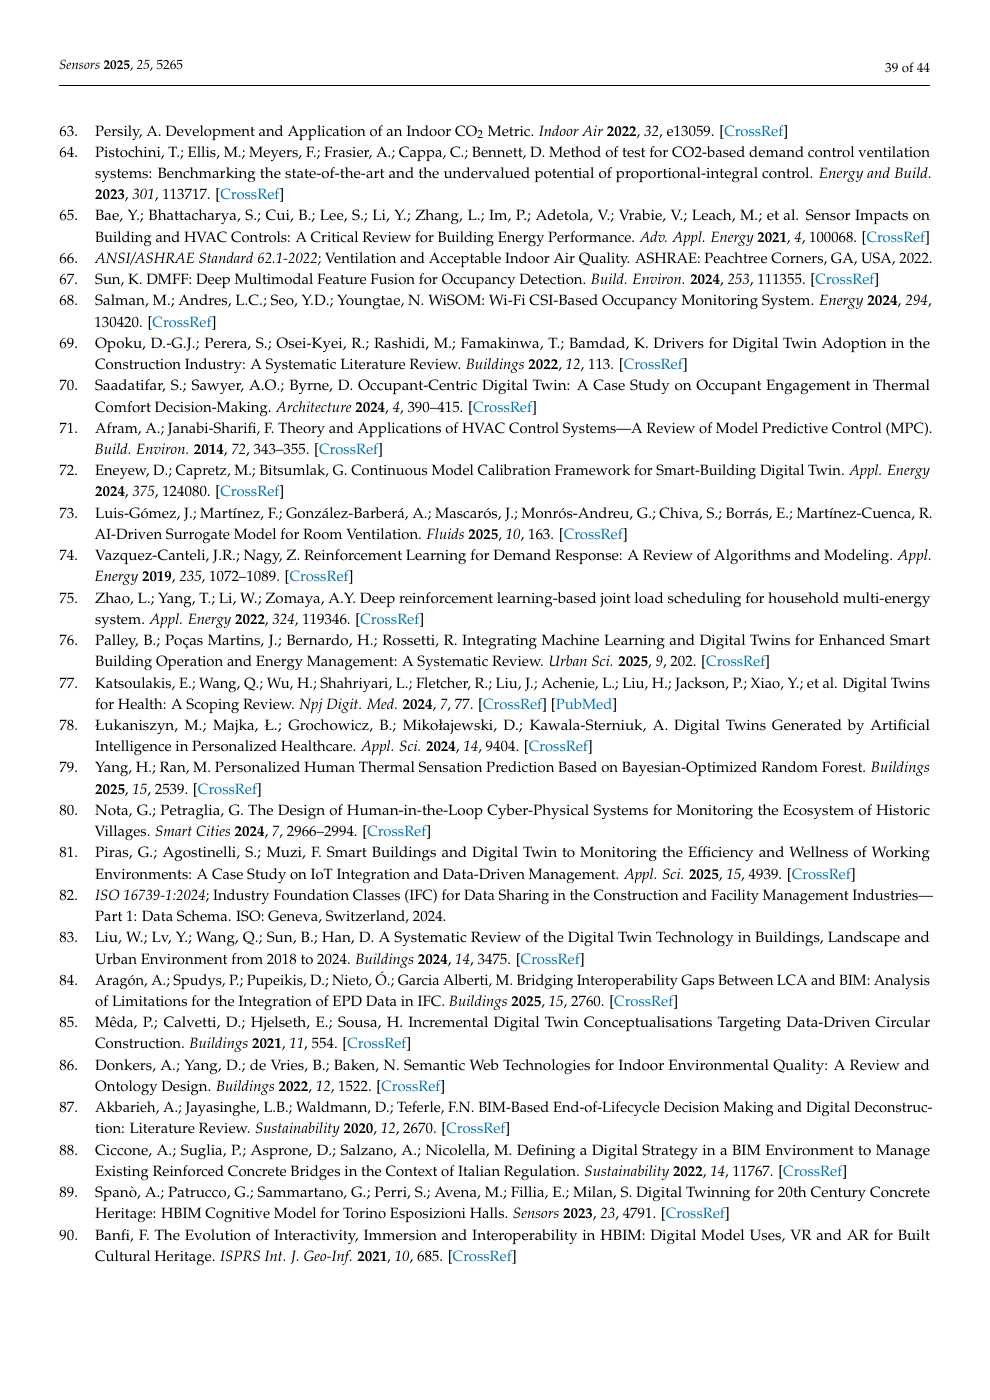 Sensors 2025, 25, 5265
39 of 44
63. Persily, A. Development and Application of an Indoor CO2 Metric. Indoor Air 2022, 32, e13059. [CrossRef]
64. Pistochini, T.; Ellis, M.; Meyers, F.; Frasier, A.; Cappa, C.; Bennett, D. Method of test for CO2-based demand control ventilation
systems: Benchmarking the state-of-the-art and the undervalued potential of proportional-integral control. Energy and Build.
2023, 301, 113717. [CrossRef]
65. Bae, Y.; Bhattacharya, S.; Cui, B.; Lee, S.; Li, Y.; Zhang, L.; Im, P.; Adetola, V.; Vrabie, V.; Leach, M.; et al. Sensor Impacts on
Building and HVAC Controls: A Critical Review for Building Energy Performance. Adv. Appl. Energy 2021, 4, 100068. [CrossRef]
66. ANSI/ASHRAE Standard 62.1-2022; Ventilation and Acceptable Indoor Air Quality. ASHRAE: Peachtree Corners, GA, USA, 2022.
67. Sun, K. DMFF: Deep Multimodal Feature Fusion for Occupancy Detection. Build. Environ. 2024, 253, 111355. [CrossRef]
68. Salman, M.; Andres, L.C.; Seo, Y.D.; Youngtae, N. WiSOM: Wi-Fi CSI-Based Occupancy Monitoring System. Energy 2024, 294,
130420. [CrossRef]
69. Opoku, D.-G.J.; Perera, S.; Osei-Kyei, R.; Rashidi, M.; Famakinwa, T.; Bamdad, K. Drivers for Digital Twin Adoption in the
Construction Industry: A Systematic Literature Review. Buildings 2022, 12, 113. [CrossRef]
70. Saadatifar, S.; Sawyer, A.O.; Byrne, D. Occupant-Centric Digital Twin: A Case Study on Occupant Engagement in Thermal
Comfort Decision-Making. Architecture 2024, 4, 390–415. [CrossRef]
71. Afram, A.; Janabi-Sharifi, F. Theory and Applications of HVAC Control Systems—A Review of Model Predictive Control (MPC).
Build. Environ. 2014, 72, 343–355. [CrossRef]
72. Eneyew, D.; Capretz, M.; Bitsumlak, G. Continuous Model Calibration Framework for Smart-Building Digital Twin. Appl. Energy
2024, 375, 124080. [CrossRef]
73. Luis-Gómez, J.; Martínez, F.; González-Barberá, A.; Mascarós, J.; Monrós-Andreu, G.; Chiva, S.; Borrás, E.; Martínez-Cuenca, R.
AI-Driven Surrogate Model for Room Ventilation. Fluids 2025, 10, 163. [CrossRef]
74. Vazquez-Canteli, J.R.; Nagy, Z. Reinforcement Learning for Demand Response: A Review of Algorithms and Modeling. Appl.
Energy 2019, 235, 1072–1089. [CrossRef]
75. Zhao, L.; Yang, T.; Li, W.; Zomaya, A.Y. Deep reinforcement learning-based joint load scheduling for household multi-energy
system. Appl. Energy 2022, 324, 119346. [CrossRef]
76. Palley, B.; Poças Martins, J.; Bernardo, H.; Rossetti, R. Integrating Machine Learning and Digital Twins for Enhanced Smart
Building Operation and Energy Management: A Systematic Review. Urban Sci. 2025, 9, 202. [CrossRef]
77. Katsoulakis, E.; Wang, Q.; Wu, H.; Shahriyari, L.; Fletcher, R.; Liu, J.; Achenie, L.; Liu, H.; Jackson, P.; Xiao, Y.; et al. Digital Twins
for Health: A Scoping Review. Npj Digit. Med. 2024, 7, 77. [CrossRef] [PubMed]
78. Łukaniszyn, M.; Majka, Ł.; Grochowicz, B.; Mikołajewski, D.; Kawala-Sterniuk, A. Digital Twins Generated by Artificial
Intelligence in Personalized Healthcare. Appl. Sci. 2024, 14, 9404. [CrossRef]
79. Yang, H.; Ran, M. Personalized Human Thermal Sensation Prediction Based on Bayesian-Optimized Random Forest. Buildings
2025, 15, 2539. [CrossRef]
80. Nota, G.; Petraglia, G. The Design of Human-in-the-Loop Cyber-Physical Systems for Monitoring the Ecosystem of Historic
Villages. Smart Cities 2024, 7, 2966–2994. [CrossRef]
81. Piras, G.; Agostinelli, S.; Muzi, F. Smart Buildings and Digital Twin to Monitoring the Efficiency and Wellness of Working
Environments: A Case Study on IoT Integration and Data-Driven Management. Appl. Sci. 2025, 15, 4939. [CrossRef]
82. ISO 16739-1:2024; Industry Foundation Classes (IFC) for Data Sharing in the Construction and Facility Management Industries—
Part 1: Data Schema. ISO: Geneva, Switzerland, 2024.
83. Liu, W.; Lv, Y.; Wang, Q.; Sun, B.; Han, D. A Systematic Review of the Digital Twin Technology in Buildings, Landscape and
Urban Environment from 2018 to 2024. Buildings 2024, 14, 3475. [CrossRef]
84. Aragón, A.; Spudys, P.; Pupeikis, D.; Nieto, Ó.; Garcia Alberti, M. Bridging Interoperability Gaps Between LCA and BIM: Analysis
of Limitations for the Integration of EPD Data in IFC. Buildings 2025, 15, 2760. [CrossRef]
85. Mêda, P.; Calvetti, D.; Hjelseth, E.; Sousa, H. Incremental Digital Twin Conceptualisations Targeting Data-Driven Circular
Construction. Buildings 2021, 11, 554. [CrossRef]
86. Donkers, A.; Yang, D.; de Vries, B.; Baken, N. Semantic Web Technologies for Indoor Environmental Quality: A Review and
Ontology Design. Buildings 2022, 12, 1522. [CrossRef]
87. Akbarieh, A.; Jayasinghe, L.B.; Waldmann, D.; Teferle, F.N. BIM-Based End-of-Lifecycle Decision Making and Digital Deconstruc-
tion: Literature Review. Sustainability 2020, 12, 2670. [CrossRef]
88. Ciccone, A.; Suglia, P.; Asprone, D.; Salzano, A.; Nicolella, M. Defining a Digital Strategy in a BIM Environment to Manage
Existing Reinforced Concrete Bridges in the Context of Italian Regulation. Sustainability 2022, 14, 11767. [CrossRef]
89. Spanò, A.; Patrucco, G.; Sammartano, G.; Perri, S.; Avena, M.; Fillia, E.; Milan, S. Digital Twinning for 20th Century Concrete
Heritage: HBIM Cognitive Model for Torino Esposizioni Halls. Sensors 2023, 23, 4791. [CrossRef]
90. Banfi, F. The Evolution of Interactivity, Immersion and Interoperability in HBIM: Digital Model Uses, VR and AR for Built
Cultural Heritage. ISPRS Int. J. Geo-Inf. 2021, 10, 685. [CrossRef]